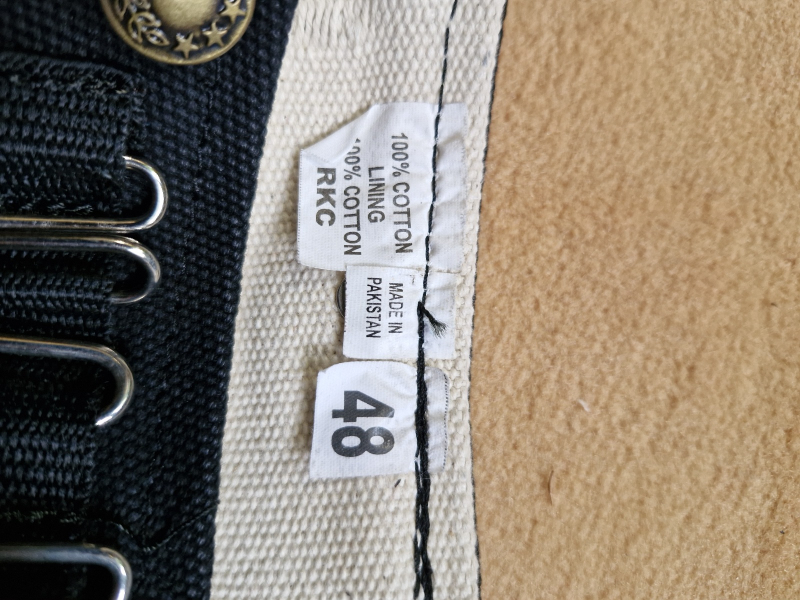 100% COTTON
LINING
100% COTTON
RKC
MADE IN
PAKISTAN
48